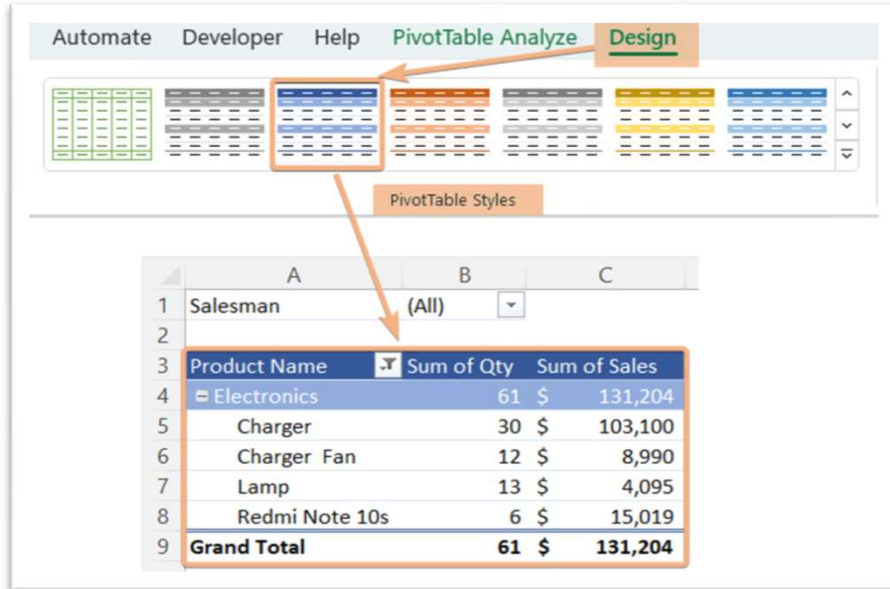 Automate Developer Help PivotTable Analyze Design
PivotTable Styles
A B C
1 Salesman (All)
2
3 Product Name Sum of Qty Sum of Sales
4 Electronics 61 $ 131,204
5 Charger 30 $ 103,100
6 Charger Fan 12 $ 8,990
7 Lamp 13 $ 4,095
8 Redmi Note 10s 6 $ 15,019
9 Grand Total 61 $ 131,204